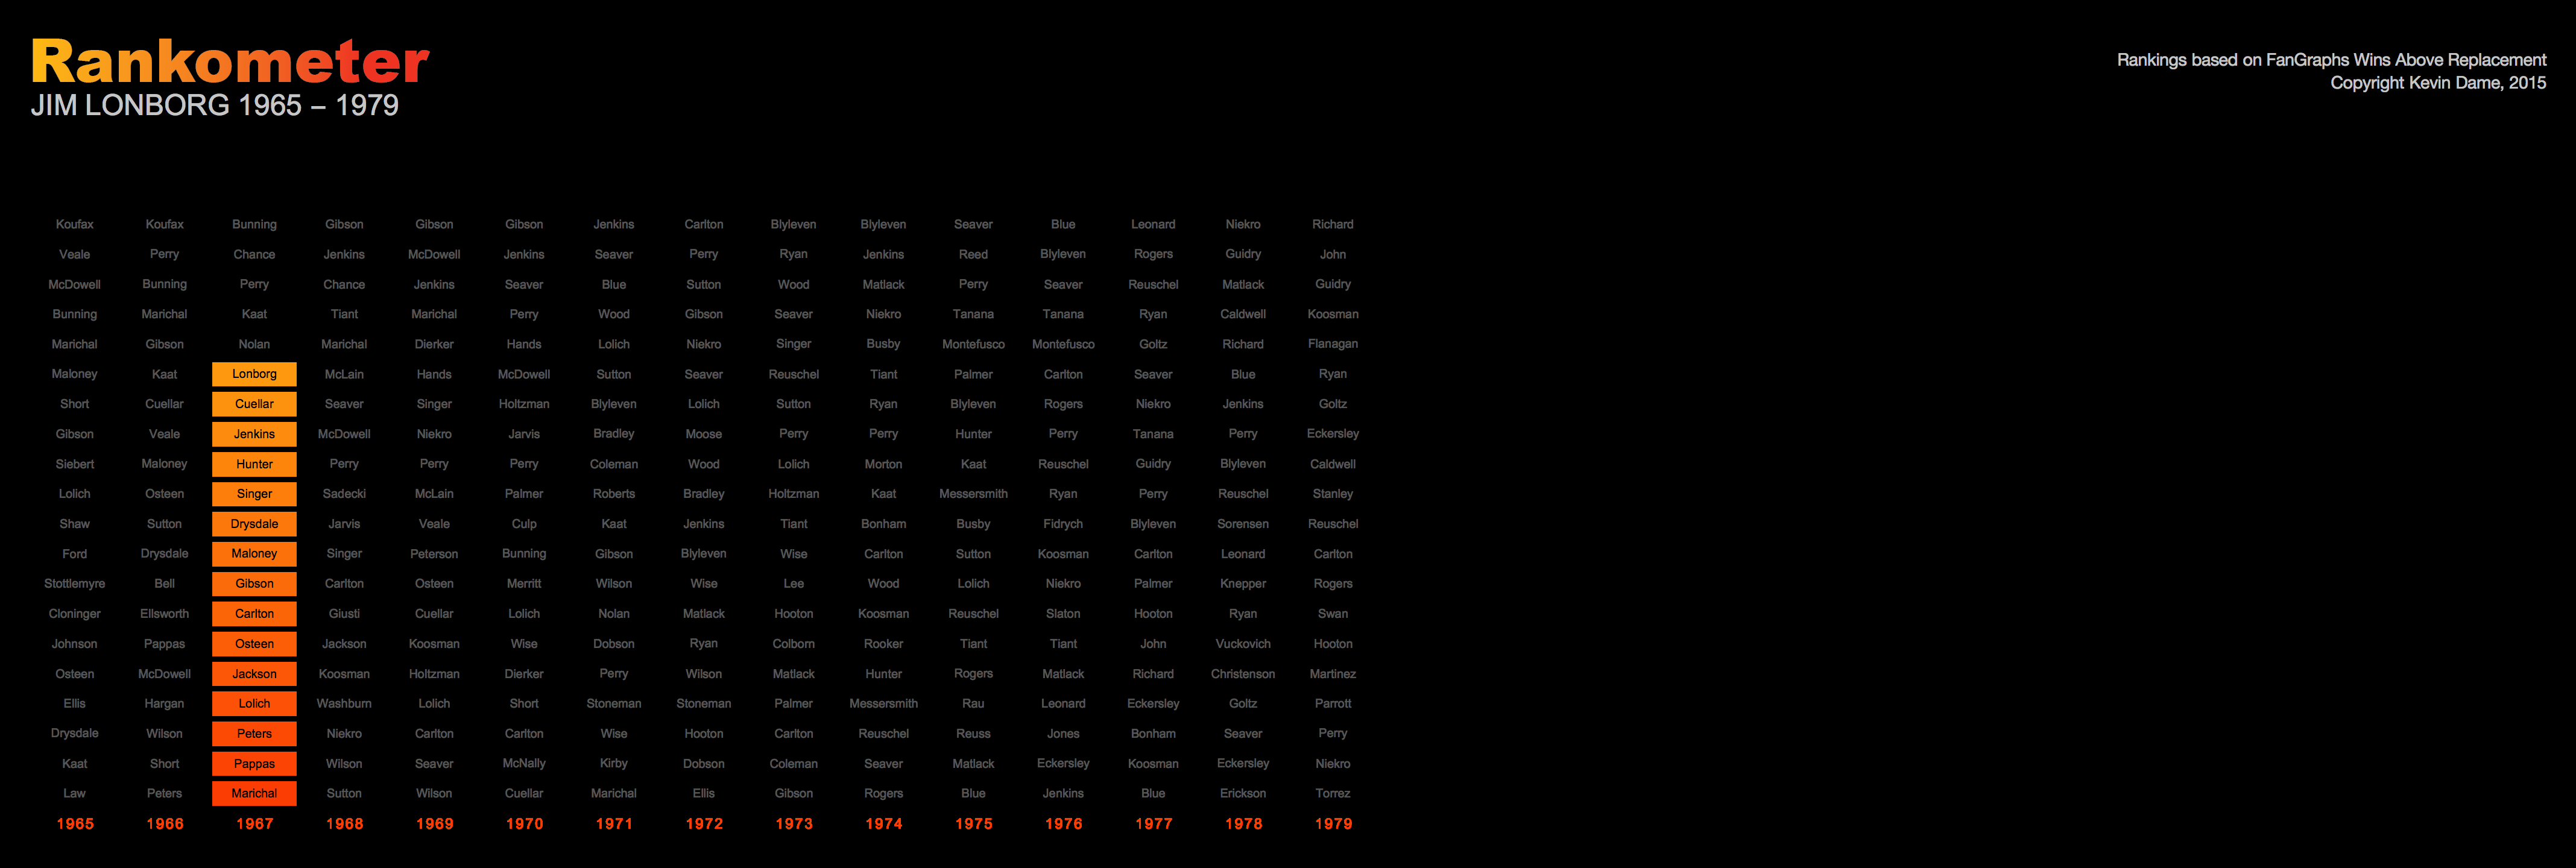 Rankometer
JIM LONBORG 1965 – 1979
Rankings based on FanGraphs Wins Above Replacement
Copyright Kevin Dame, 2015
Koufax Koufax Bunning Gibson Gibson Gibson Jenkins Carlton Blyleven Blyleven Seaver Blue Leonard Niekro Richard
Veale Perry Chance Jenkins McDowell Jenkins Seaver Perry Ryan Jenkins Reed Blyleven Rogers Guidry John
McDowell Bunning Perry Chance Jenkins Seaver Blue Sutton Wood Matlack Perry Seaver Reuschel Matlack Guidry
Bunning Marichal Kaat Tiant Marichal Perry Wood Gibson Seaver Niekro Tanana Tanana Ryan Caldwell Koosman
Marichal Gibson Nolan Marichal Dierker Hands Lolich Niekro Singer Busby Montefusco Montefusco Goltz Richard Flanagan
Maloney Kaat Lonborg McLain Hands McDowell Sutton Seaver Reuschel Tiant Palmer Carlton Seaver Blue Ryan
Short Cuellar Cuellar Seaver Singer Holtzman Blyleven Lolich Sutton Ryan Blyleven Rogers Niekro Jenkins Goltz
Gibson Veale Jenkins McDowell Niekro Jarvis Bradley Moose Perry Perry Hunter Perry Tanana Perry Eckersley
Siebert Maloney Hunter Perry Perry Perry Coleman Wood Lolich Morton Kaat Reuschel Guidry Blyleven Caldwell
Lolich Osteen Singer Sadecki McLain Palmer Roberts Bradley Holtzman Kaat Messersmith Ryan Perry Reuschel Stanley
Shaw Sutton Drysdale Jarvis Veale Culp Kaat Jenkins Tiant Bonham Busby Fidrych Blyleven Sorensen Reuschel
Ford Drysdale Maloney Singer Peterson Bunning Gibson Blyleven Wise Carlton Sutton Koosman Carlton Leonard Carlton
Stottlemyre Bell Gibson Carlton Osteen Merritt Wilson Wise Lee Wood Lolich Niekro Palmer Knepper Rogers
Cloninger Ellsworth Carlton Giusti Cuellar Lolich Nolan Matlack Hooton Koosman Reuschel Slaton Hooton Ryan Swan
Johnson Pappas Osteen Jackson Koosman Wise Dobson Ryan Colborn Rooker Tiant Tiant John Vuckovich Hooton
Osteen McDowell Jackson Koosman Holtzman Dierker Perry Wilson Matlack Hunter Rogers Matlack Richard Christenson Martinez
Ellis Hargan Lolich Washburn Lolich Short Stoneman Stoneman Palmer Messersmith Rau Leonard Eckersley Goltz Parrott
Drysdale Wilson Peters Niekro Carlton Carlton Wise Hooton Carlton Reuschel Reuss Jones Bonham Seaver Perry
Kaat Short Pappas Wilson Seaver McNally Kirby Dobson Coleman Seaver Matlack Eckersley Koosman Eckersley Niekro
Law Peters Marichal Sutton Wilson Cuellar Marichal Ellis Gibson Rogers Blue Jenkins Blue Erickson Torrez
1965 1966 1967 1968 1969 1970 1971 1972 1973 1974 1975 1976 1977 1978 1979